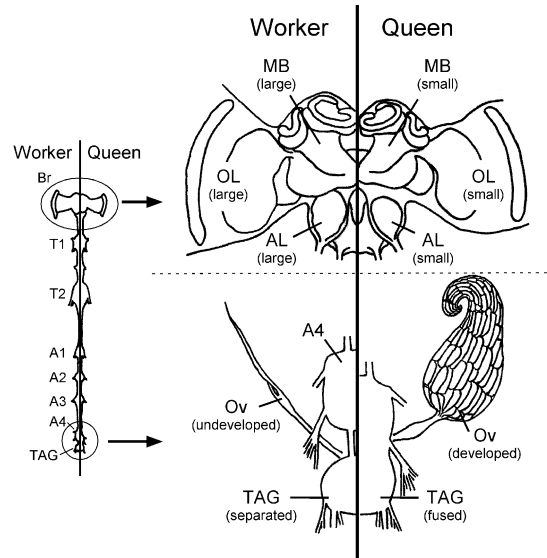 Worker Queen
Br
T1
T2
A1
A2
A3
A4
TAG
Worker Queen
MB
(large)
MB
(small)
OL
(large)
OL
(small)
AL
(large)
AL
(small)
A4
Ov
(undeveloped)
Ov
(developed)
TAG
(separated)
TAG
(fused)